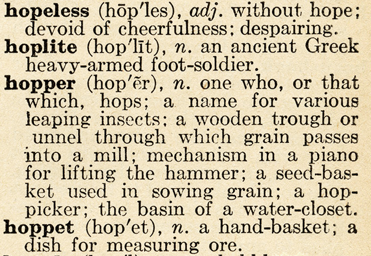 hopeless (hōp'les), adj. without hope;
devoid of cheerfulness; despairing.
hoplite (hop'līt), n. an ancient Greek
heavy-armed foot-soldier.
hopper (hop'ẽr), n. one who, or that
which, hops; a name for various
leaping insects; a wooden trough or
unnel through which grain passes
into a mill; mechanism in a piano
for lifting the hammer; a seed-bas-
ket used in sowing grain; a hop-
picker; the basin of a water-closet.
hoppet (hop'et), n. a hand-basket; a
dish for measuring ore.